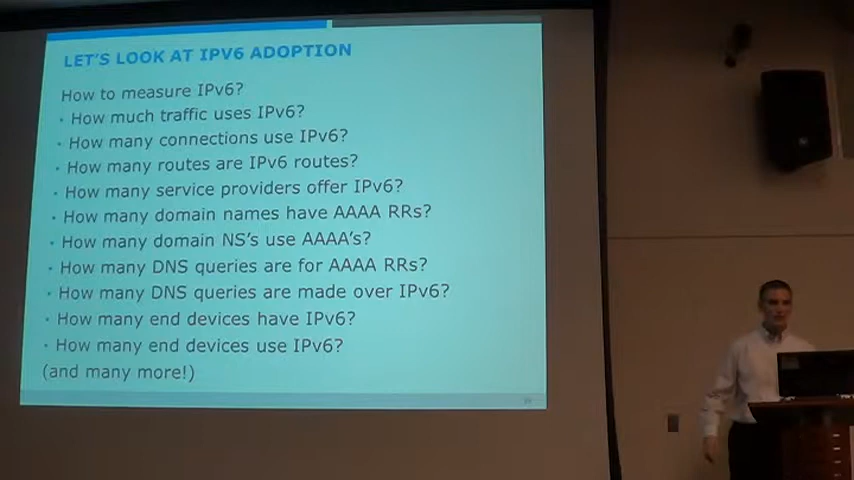 LET'S LOOK AT IPV6 ADOPTION
How to measure IPv6?
• How much traffic uses IPv6?
• How many connections use IPv6?
• How many routes are IPv6 routes?
• How many service providers offer IPv6?
• How many domain names have AAAA RRs?
• How many domain NS's use AAAA's?
• How many DNS queries are for AAAA RRs?
• How many DNS queries are made over IPv6?
• How many end devices have IPv6?
• How many end devices use IPv6?
(and many more!)